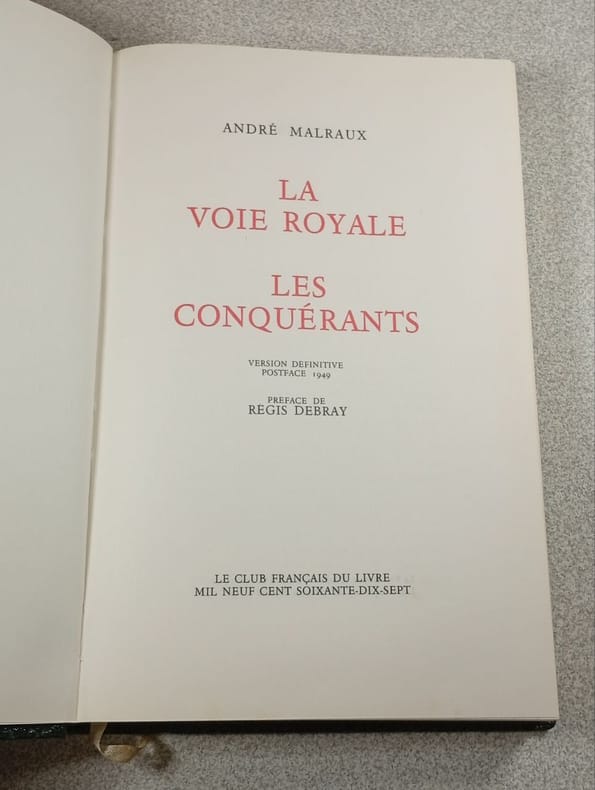 ANDRÉ MALRAUX
LA
VOIE ROYALE
LES
CONQUÉRANTS
VERSION DEFINITIVE
POSTFACE 1949
PREFACE DE
REGIS DEBRAY
LE CLUB FRANÇAIS DU LIVRE
MIL NEUF CENT SOIXANTE-DIX-SEPT